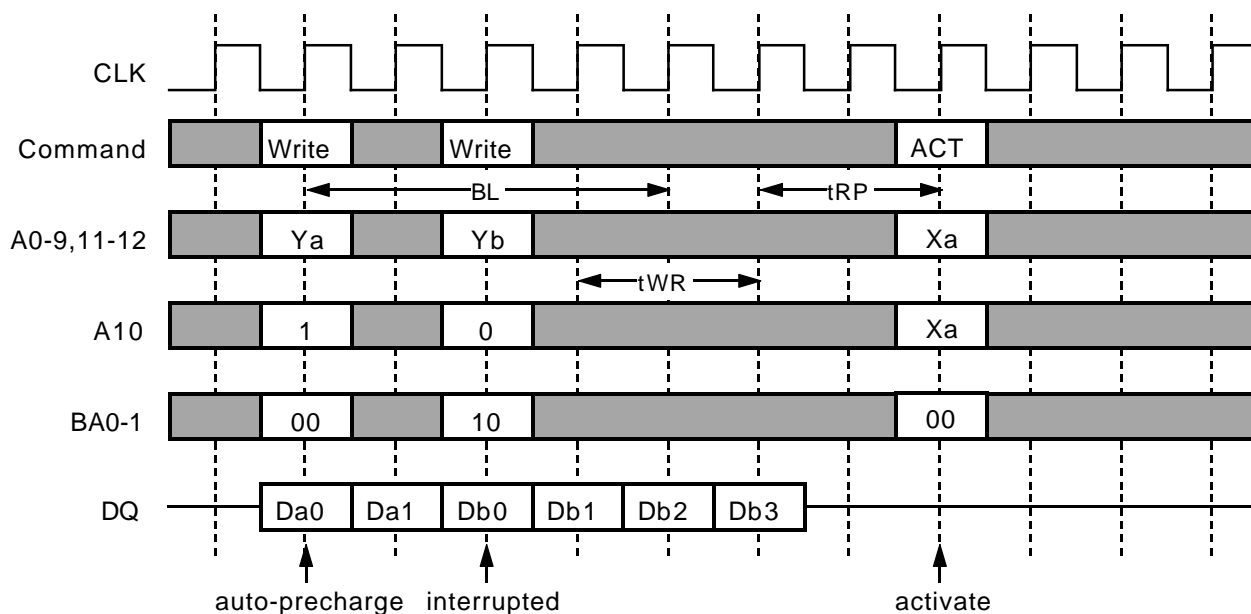 CLK
Command Write Write ACT
BL tRP
A0-9,11-12 Ya Yb Xa
tWR
A10 1 0 Xa
BA0-1 00 10 00
DQ Da0 Da1 Db0 Db1 Db2 Db3
auto-precharge interrupted activate